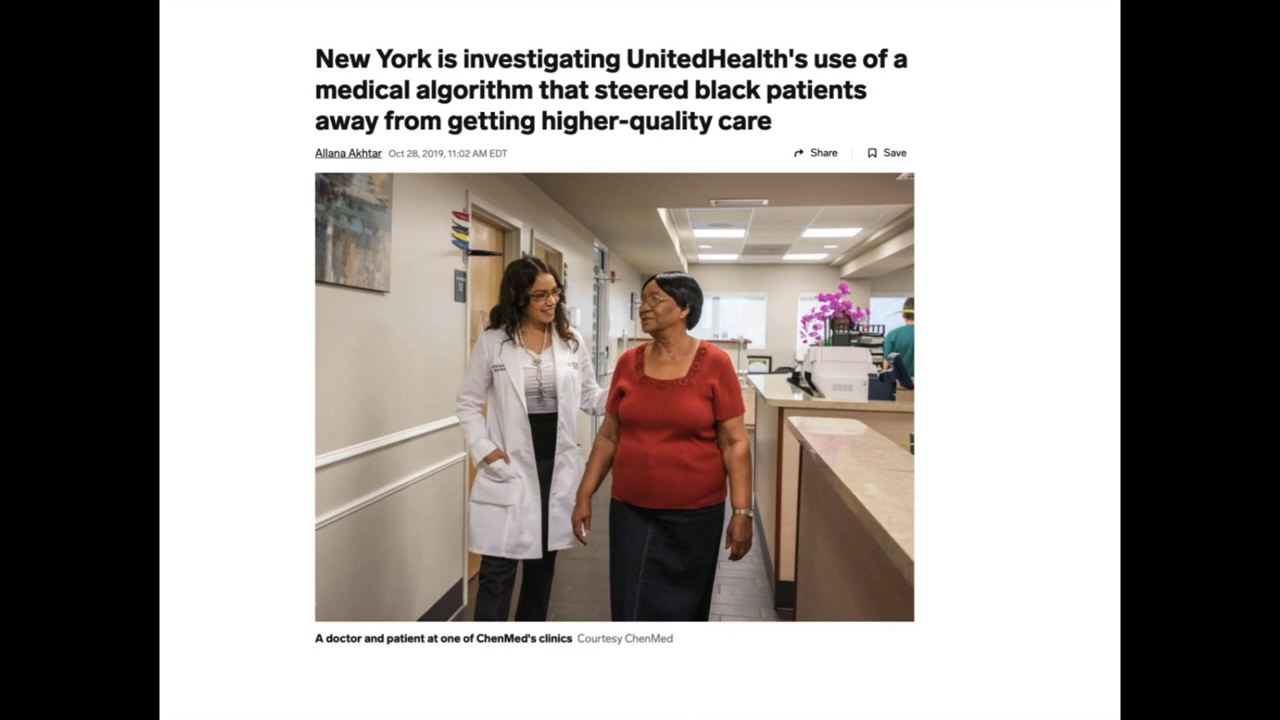 New York is investigating UnitedHealth's use of a
medical algorithm that steered black patients
away from getting higher-quality care
Allana Akhtar Oct 28, 2019, 11:02 AM EDT
Share
Save
A doctor and patient at one of ChenMed's clinics Courtesy ChenMed